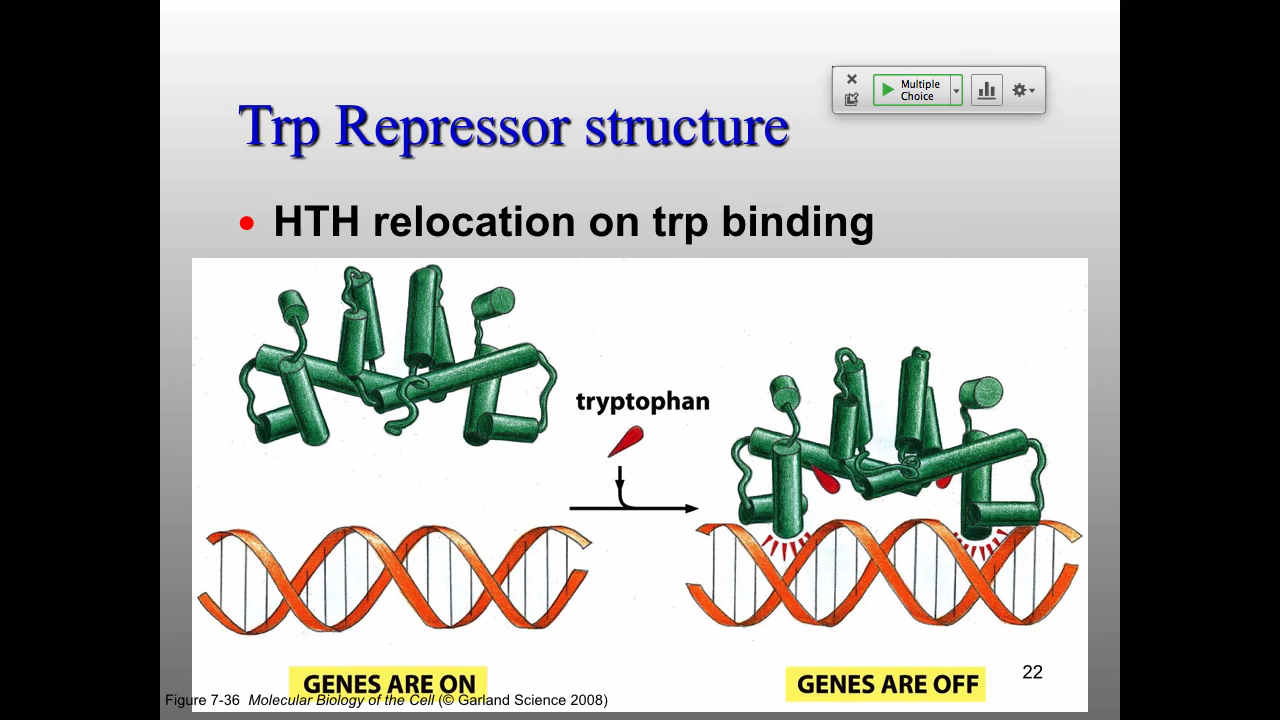 Multiple
Choice
Trp Repressor structure
• HTH relocation on trp binding
tryptophan
GENES ARE ON
GENES ARE OFF
22
Figure 7-36 Molecular Biology of the Cell (© Garland Science 2008)